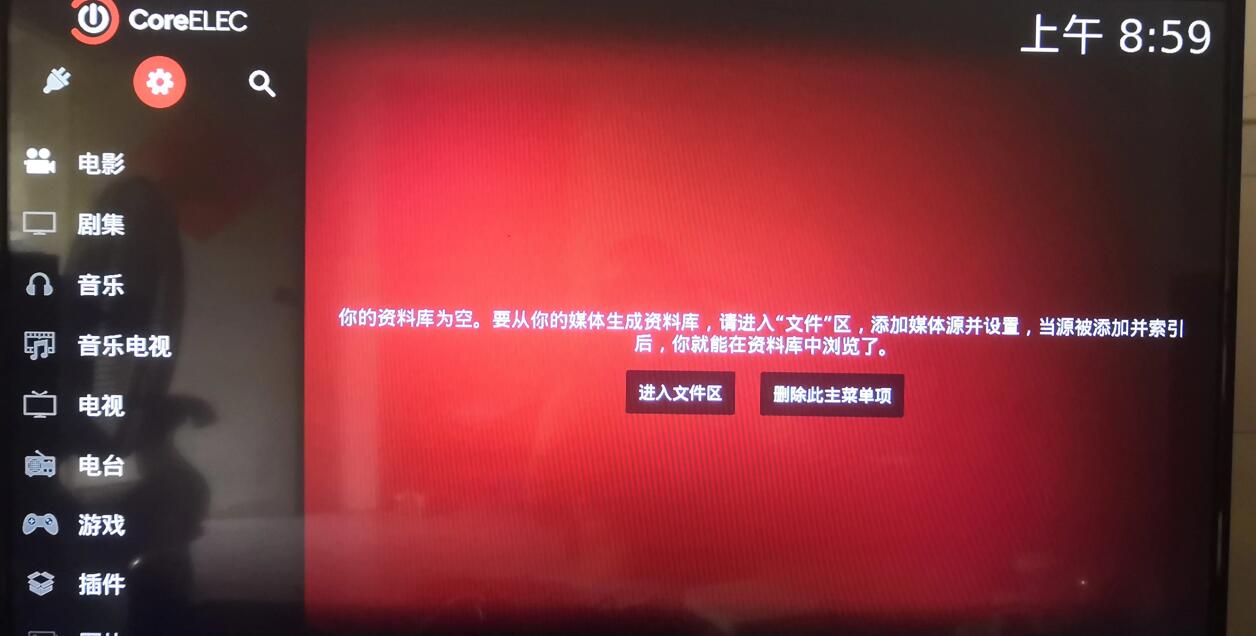 CoreELEC
上午 8:59
电影
剧集
音乐
音乐电视
电视
电台
游戏
插件
你的资料库为空。要从你的媒体生成资料库，请进入“文件”区，添加媒体源并设置，当源被添加并索引
后，你就能在资料库中浏览了。
进入文件区
删除此主菜单项